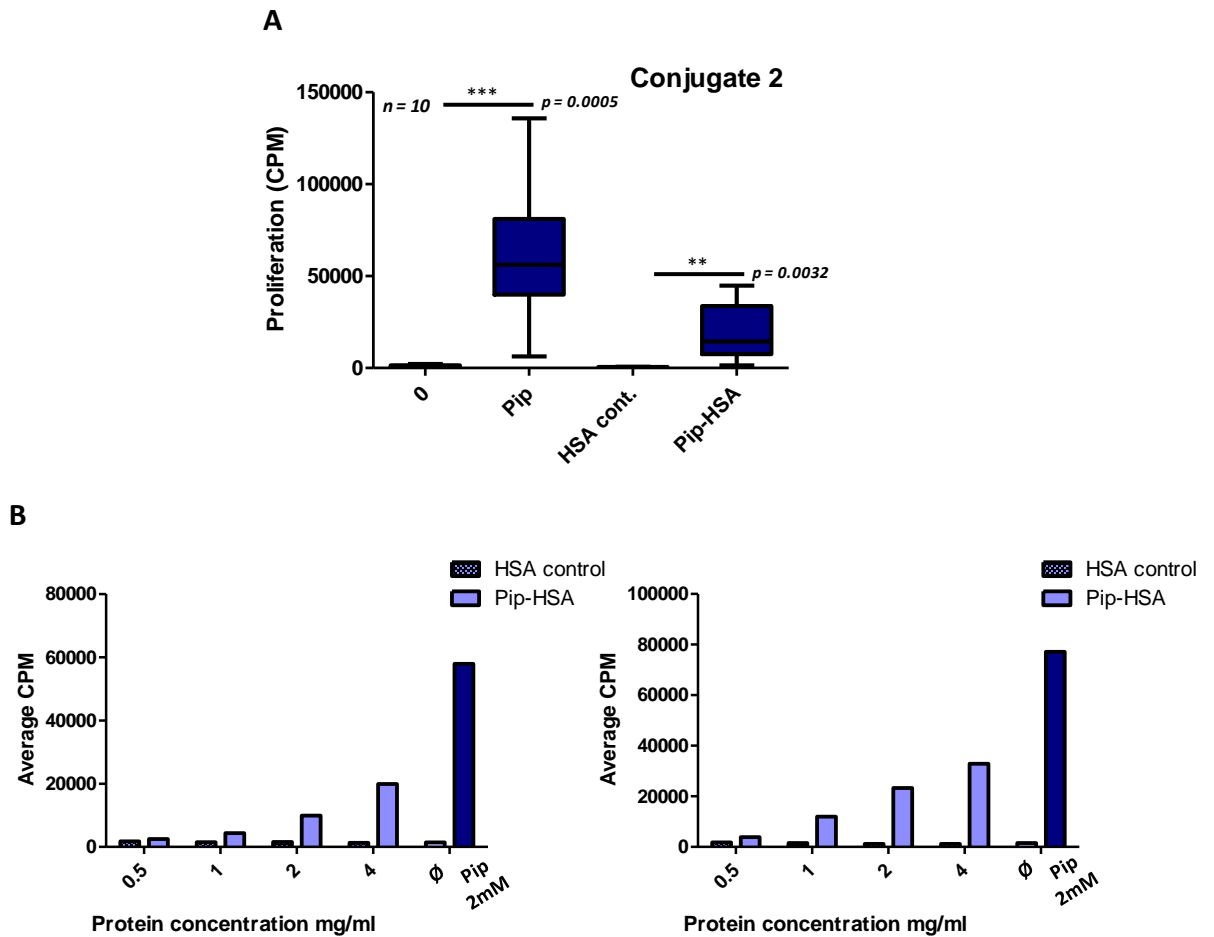 A
Conjugate 2
150000
n = 10
***
p = 0.0005
100000
50000
**
p = 0.0032
0
Proliferation (CPM)
0
Pip
HSA cont.
Pip-HSA
B
HSA control
Pip-HSA
80000
60000
40000
20000
0
Average CPM
0.5
1
2
4
Ø
Pip
2mM
Protein concentration mg/ml
HSA control
Pip-HSA
100000
80000
60000
40000
20000
0
Average CPM
0.5
1
2
4
Ø
Pip
2mM
Protein concentration mg/ml